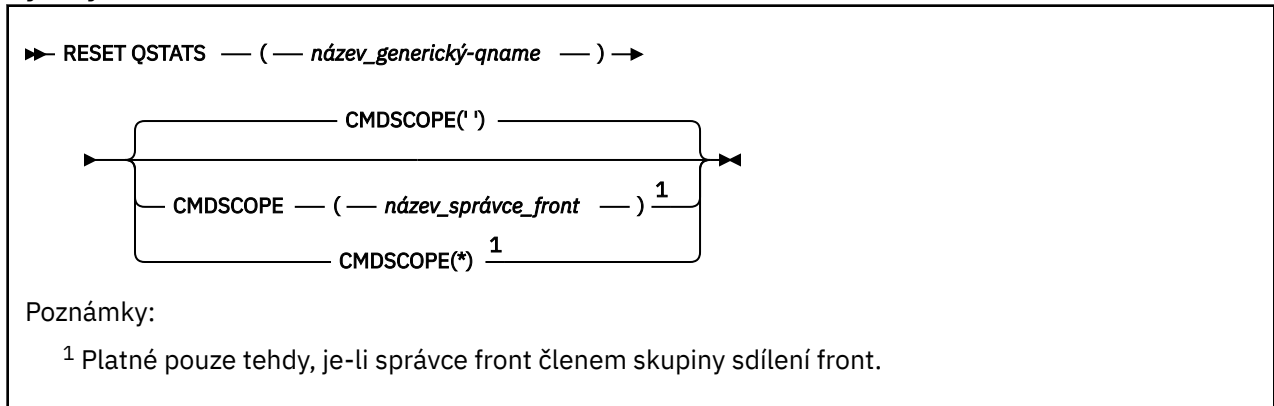 RESET QSTATS ( název_generický-qname )
CMDSCOPE(' ')
CMDSCOPE ( název_správce_front ) 1
CMDSCOPE(*) 1
Poznámky:
1 Platné pouze tehdy, je-li správce front členem skupiny sdílení front.